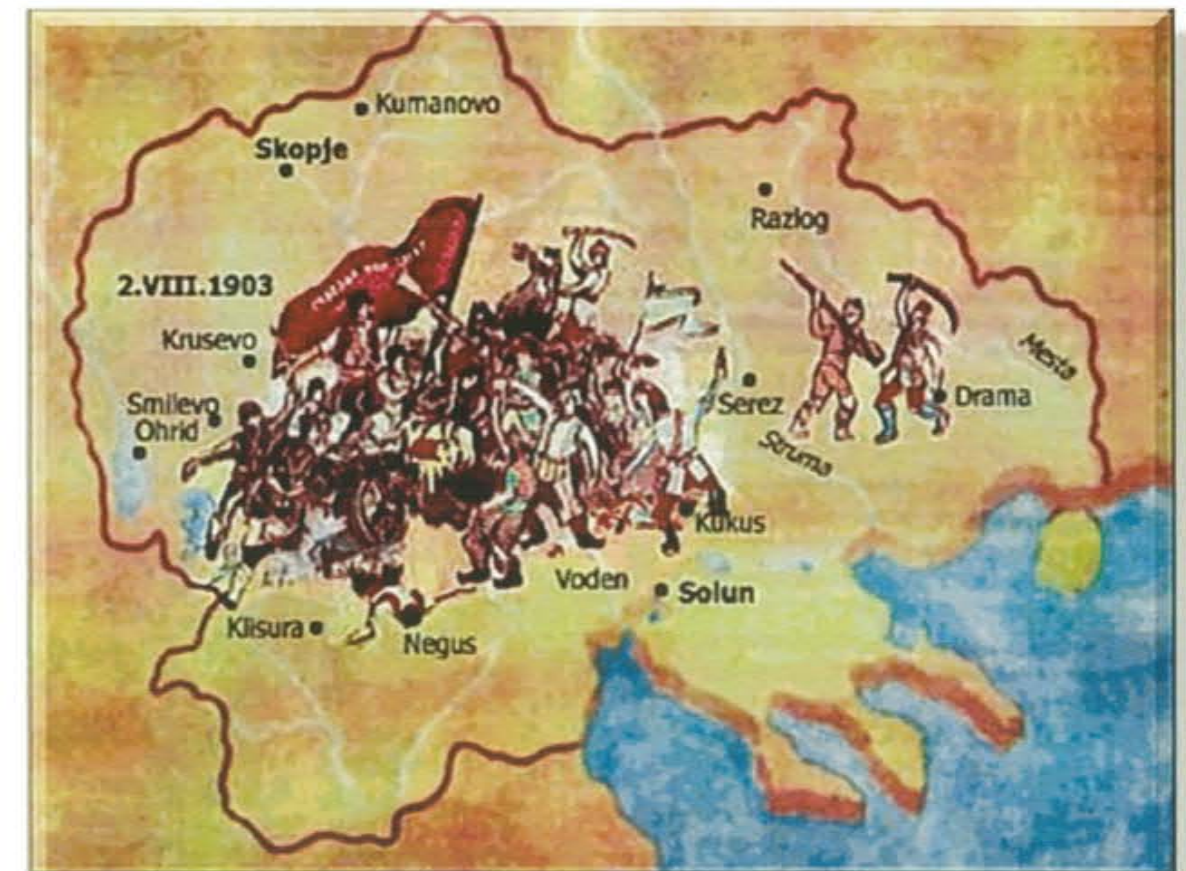 Kumanovo
Skopje
Razlog
2.VIII.1903
Krusevo
Mesta
Smilevo
Ohrid
Serez
Drama
Struma
Kukus
Voden
Solun
Klisura
Negus